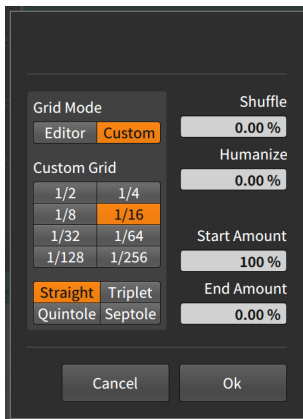 Grid Mode
Editor Custom
Custom Grid
1/2 1/4
1/8 1/16
1/32 1/64
1/128 1/256
Straight Triplet
Quintole Septole
Shuffle
0.00 %
Humanize
0.00 %
Start Amount
100 %
End Amount
0.00 %
Cancel Ok